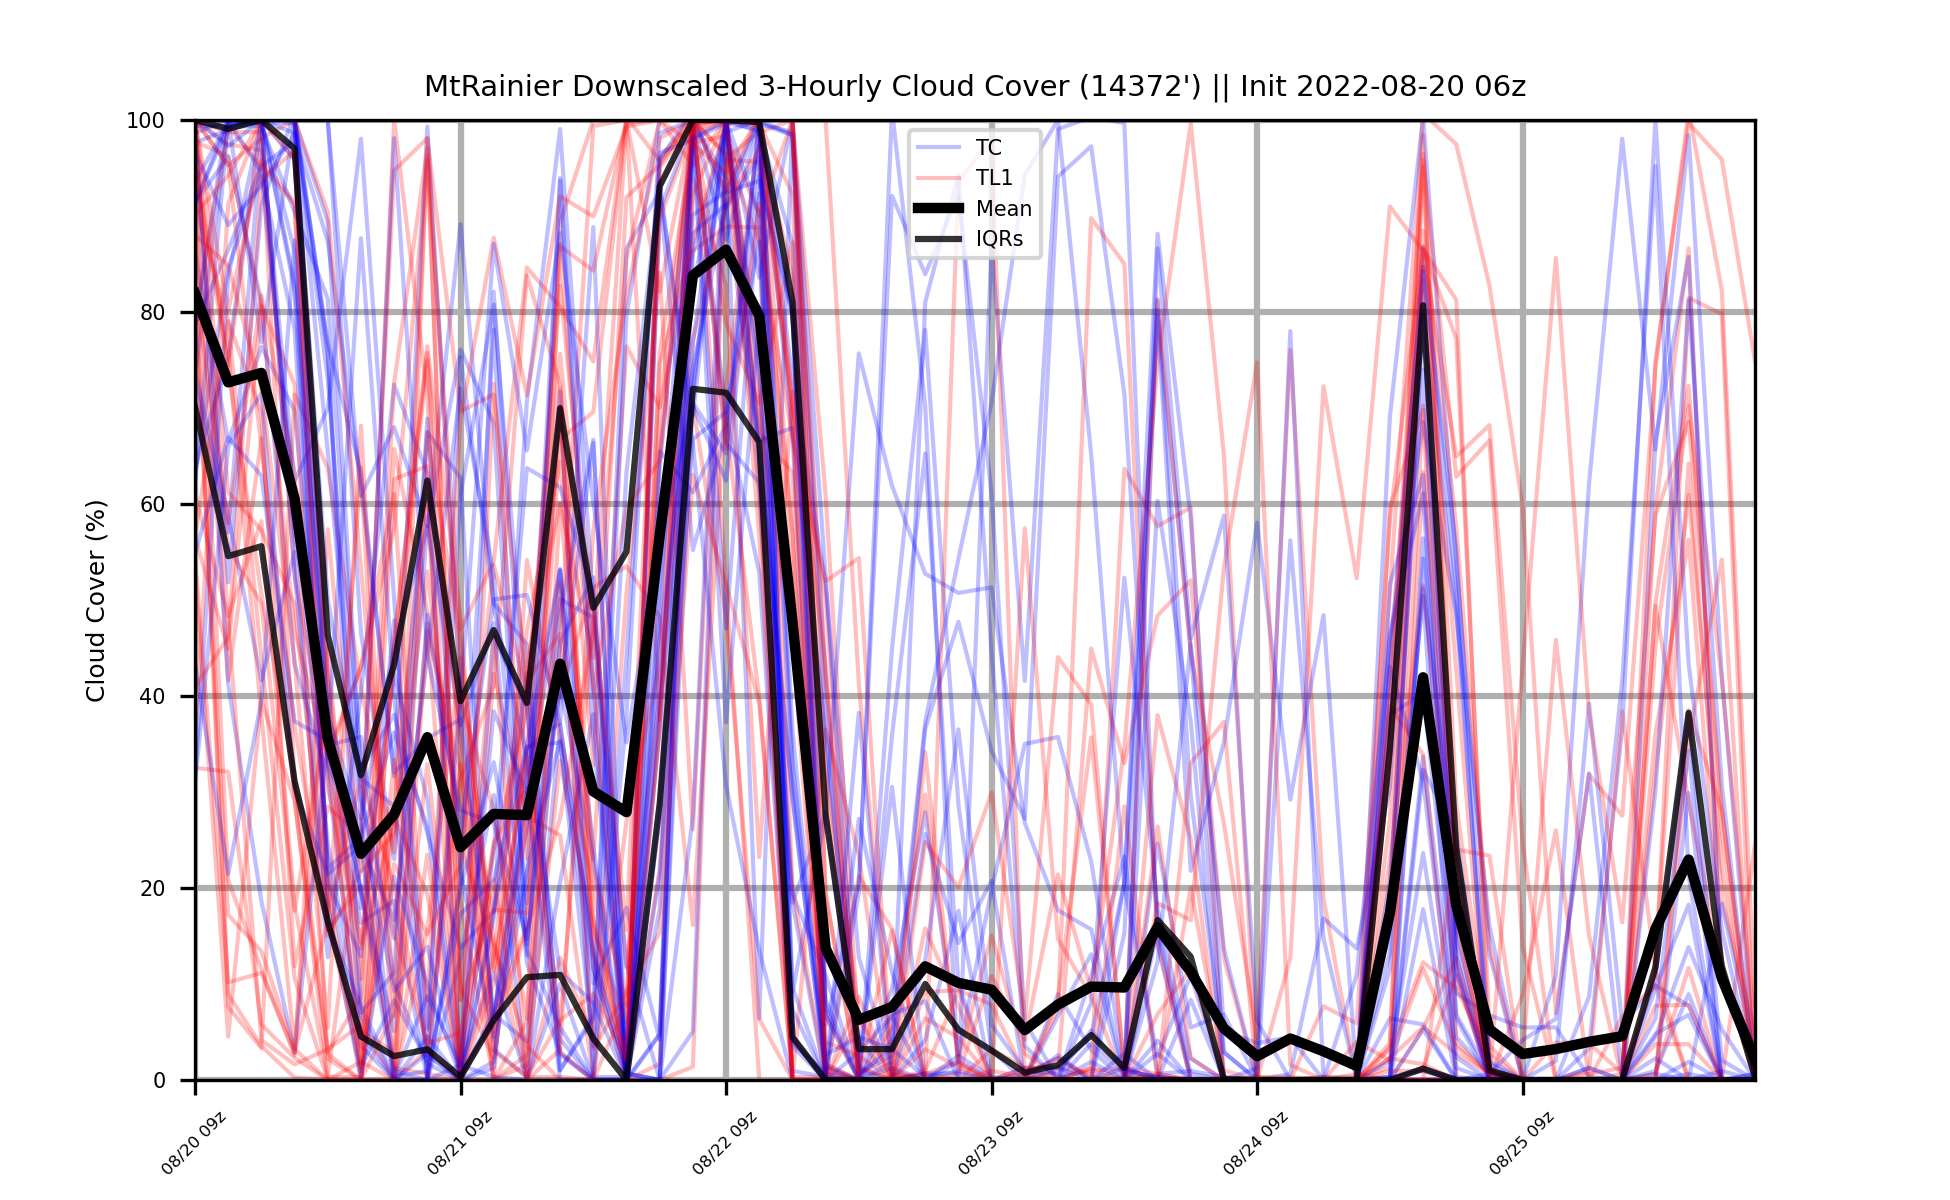 MtRainier Downscaled 3-Hourly Cloud Cover (14372') || Init 2022-08-20 06z
TC
TL1
Mean
IQRs
Cloud Cover (%)
100
80
60
40
20
0
08/20 09z
08/21 09z
08/22 09z
08/23 09z
08/24 09z
08/25 09z